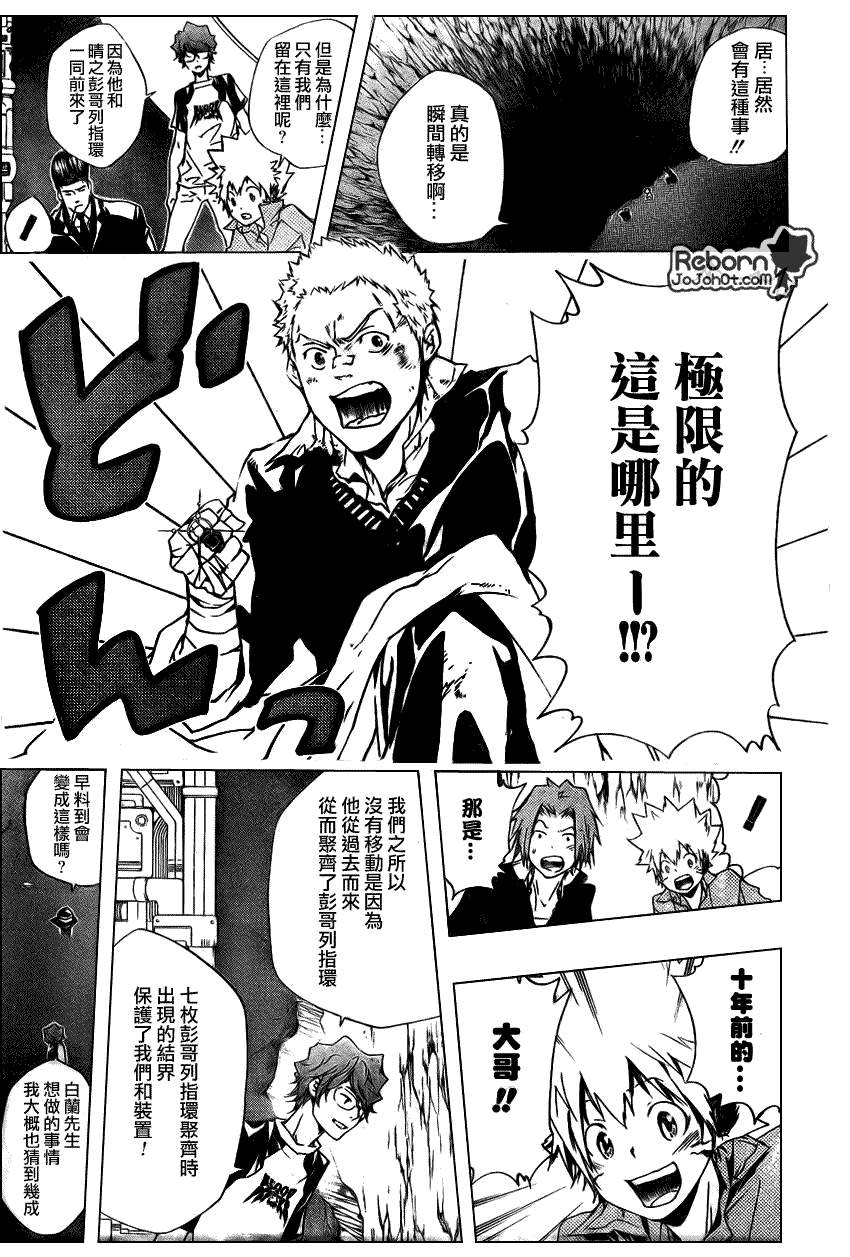 居…居然
會有這種事
!!
真的是
瞬間轉移啊…
但是為什麼…
只有我們
留在這裡呢?
因為他和
晴之彭哥列指環
一同前來了
Reborn
JoJohOt.com
極限的
這是哪里ー!!?
どーんっ
!
那是…
十年前的…
大哥!!
我們之所以
沒有移動是因為
他從過去而來
從而聚齊了彭哥列指環
七枚彭哥列指環聚齊時
出現的结界
保護了我們和裝置!
早料到會
變成這樣嗎?
白蘭先生
想做的事情
我大概也猜到幾成